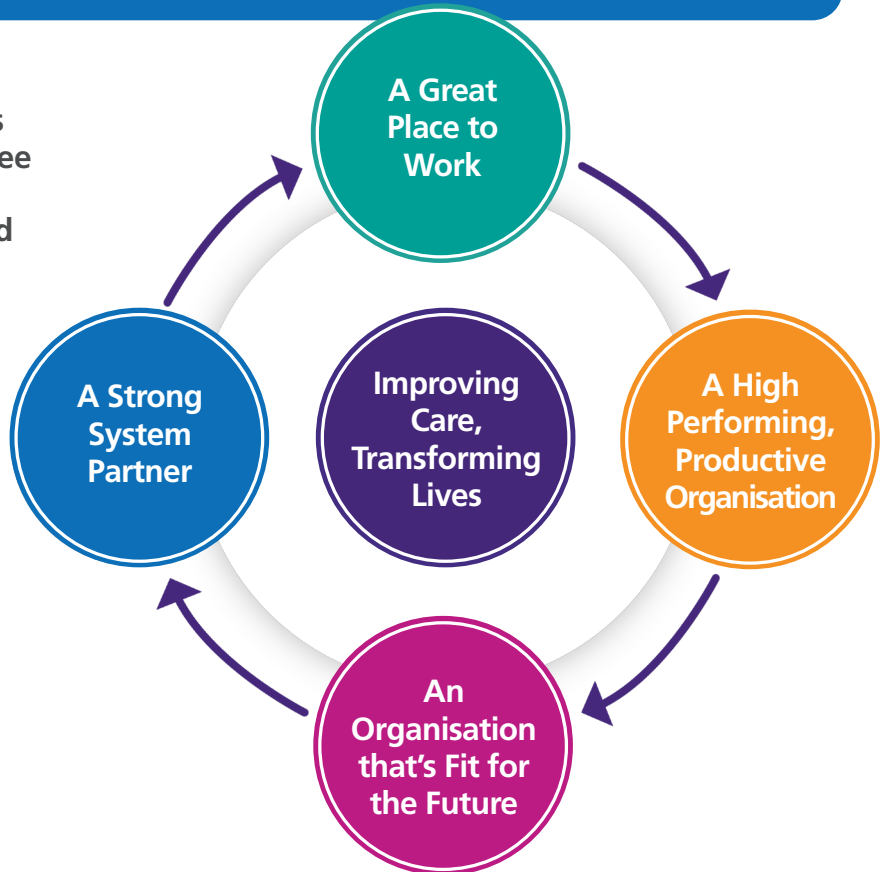 A Great
Place to
Work
s
ee
d
A Strong
System
Partner
Improving
Care,
Transforming
Lives
A High
Performing,
Productive
Organisation
An
Organisation
that's Fit for
the Future